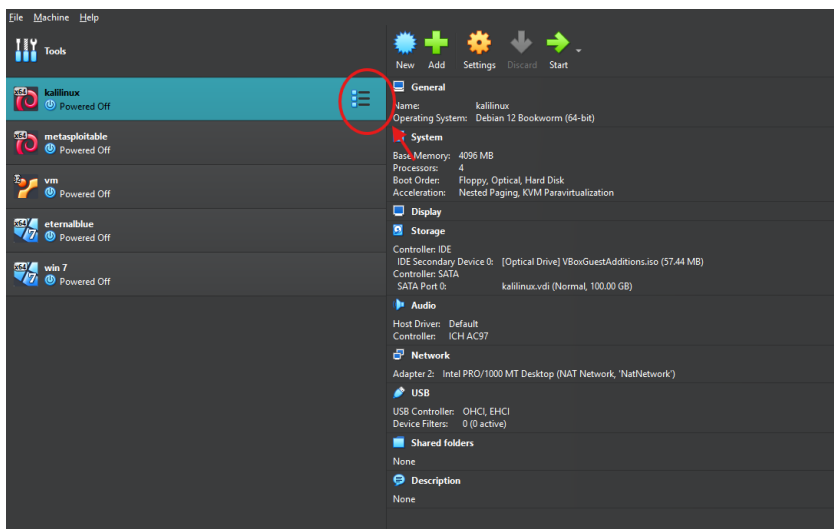 File Machine Help
Tools
New Add Settings Discard Start
x64
kalilinux
Powered Off
x64
metasploitable
Powered Off
vm
Powered Off
x64
eternalblue
Powered Off
x64
win 7
Powered Off
General
Name: kalilinux
Operating System: Debian 12 Bookworm (64-bit)
System
Base Memory: 4096 MB
Processors: 4
Boot Order: Floppy, Optical, Hard Disk
Acceleration: Nested Paging, KVM Paravirtualization
Display
Storage
Controller: IDE
IDE Secondary Device 0: [Optical Drive] VBoxGuestAdditions.iso (57.44 MB)
Controller: SATA
SATA Port 0: kalilinux.vdi (Normal, 100.00 GB)
Audio
Host Driver: Default
Controller: ICH AC97
Network
Adapter 2: Intel PRO/1000 MT Desktop (NAT Network, 'NatNetwork')
USB
USB Controller: OHCI, EHCI
Device Filters: 0 (0 active)
Shared folders
None
Description
None